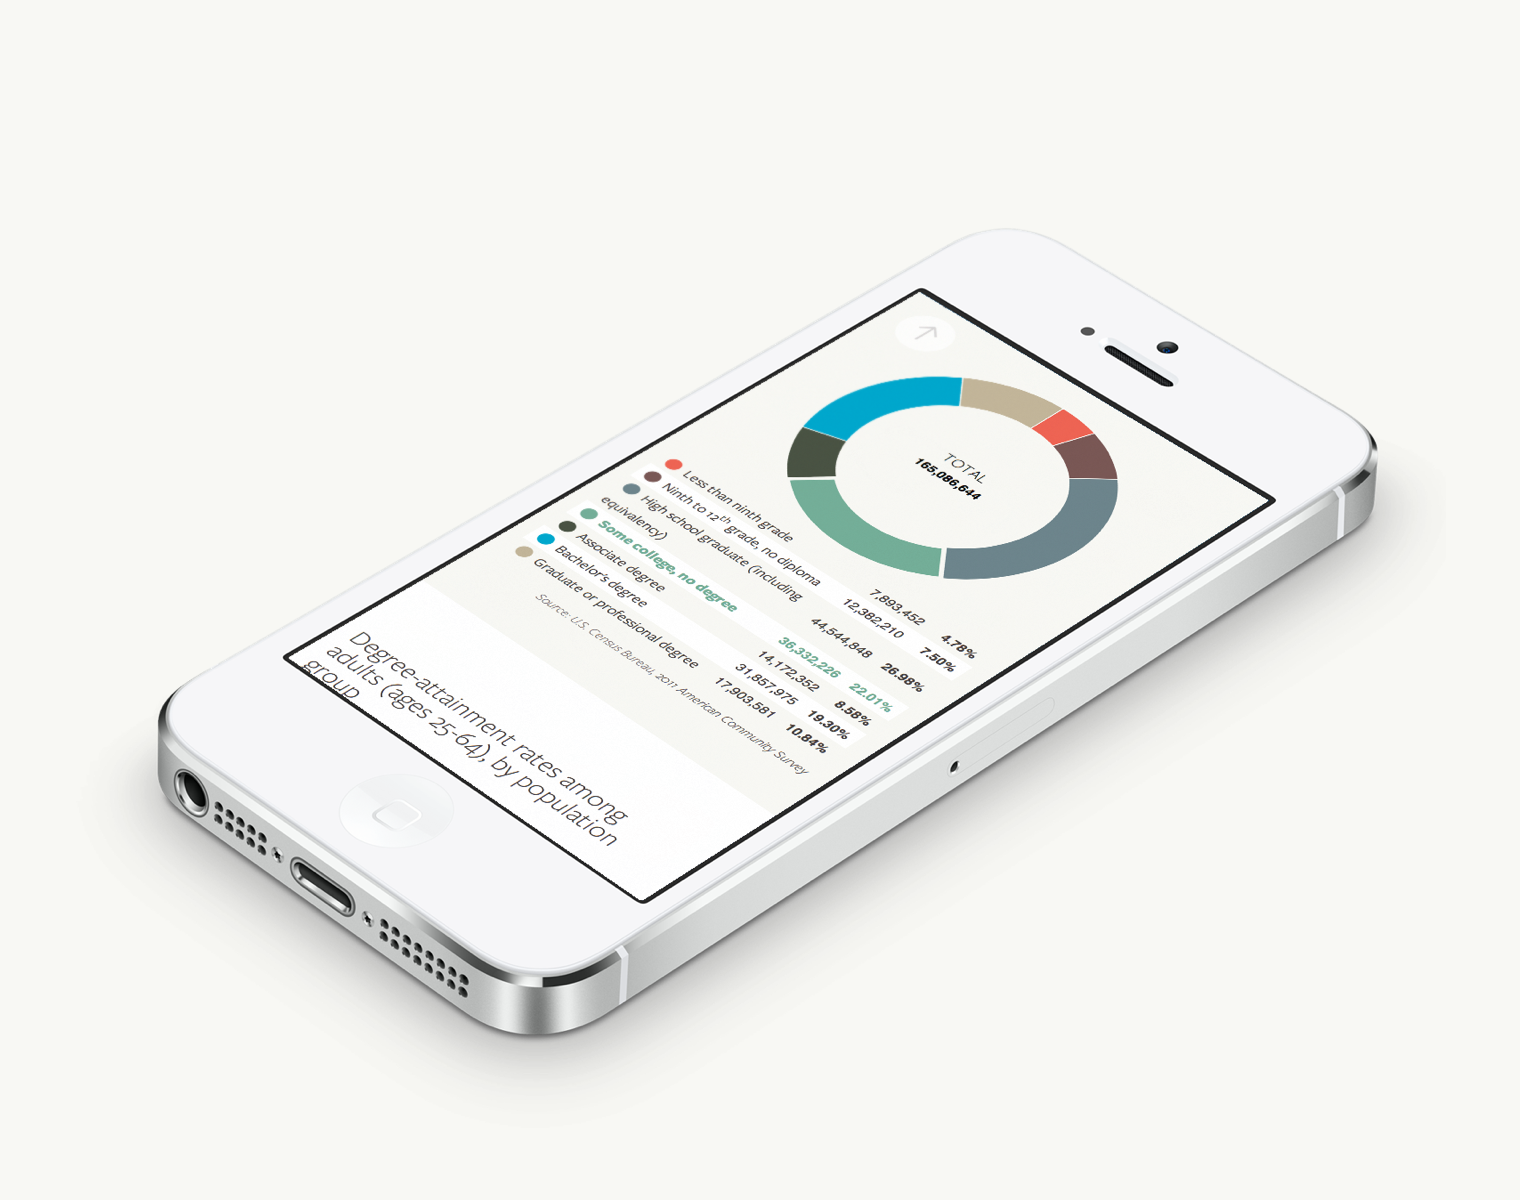 TOTAL
165,086,644
Less than ninth grade 7,893,452 4.78%
Ninth to 12th grade, no diploma 12,382,210 7.50%
High school graduate (including
equivalency) 44,544,848 26.98%
Some college, no degree 36,332,226 22.01%
Associate degree 14,172,352 8.58%
Bachelor's degree 31,857,975 19.30%
Graduate or professional degree 17,903,581 10.84%
Source: U.S. Census Bureau, 2011 American Community Survey
Degree-attainment rates among
adults (ages 25-64), by population
group